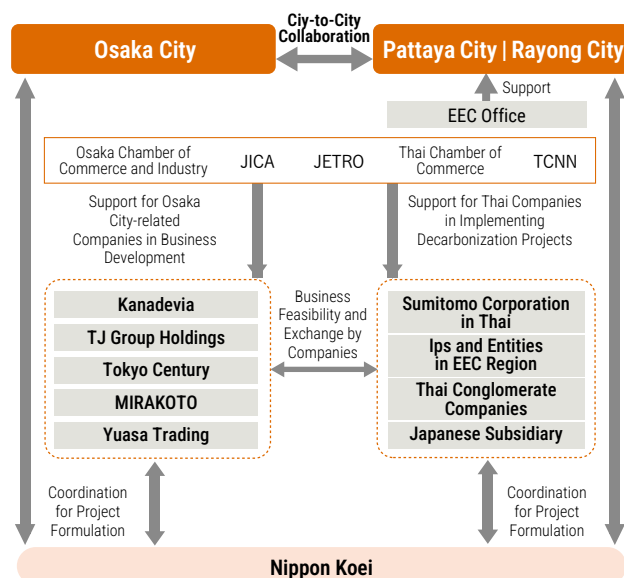 Ciy-to-City
Collaboration
Osaka City
Pattaya City | Rayong City
Support
EEC Office
Osaka Chamber of
Commerce and Industry
JICA
JETRO
Thai Chamber of
Commerce
TCNN
Support for Osaka
City-related
Companies in Business
Development
Support for Thai Companies
in Implementing
Decarbonization Projects
Kanadevia
TJ Group Holdings
Tokyo Century
MIRAKOTO
Yuasa Trading
Business
Feasibility and
Exchange by
Companies
Sumitomo Corporation
in Thai
Ips and Entities
in EEC Region
Thai Conglomerate
Companies
Japanese Subsidiary
Coordination
for Project
Formulation
Coordination
for Project
Formulation
Nippon Koei